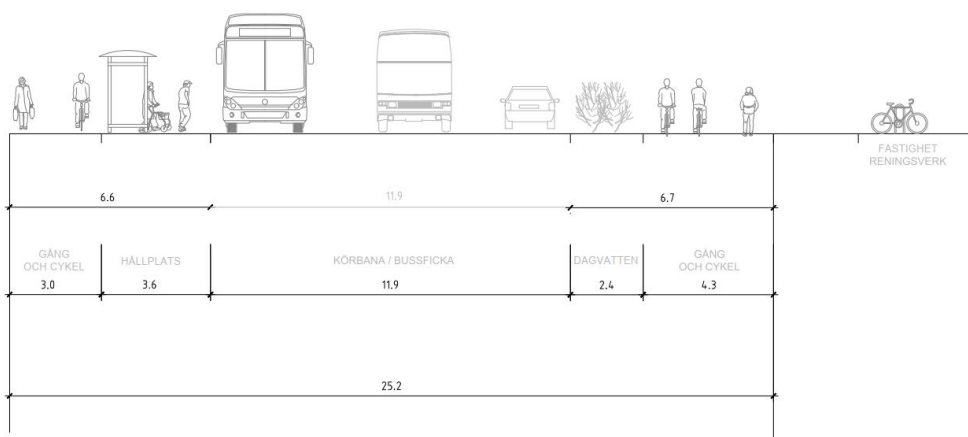 FASTIGHET
RENINGSVERK
6.6
11.9
6.7
GÅNG
OCH CYKEL
HÅLLPLATS
KÖRBANA / BUSSFICKA
DAGVATTEN
GÅNG
OCH CYKEL
3.0
3.6
11.9
2.4
4.3
25.2